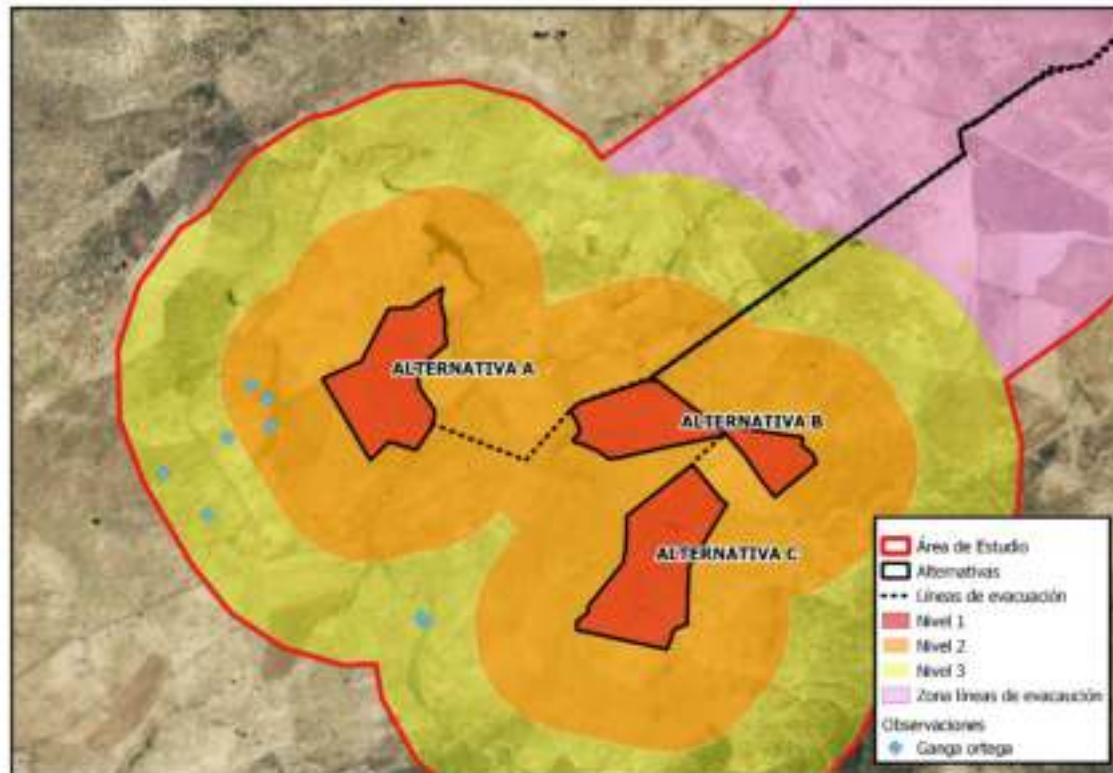 ALTERNATIVA A
ALTERNATIVA B
ALTERNATIVA C
Área de Estudio
Alternativas
Líneas de evacuación
Nivel 1
Nivel 2
Nivel 3
Zona líneas de evacaución
Observaciones
Ganga ortega